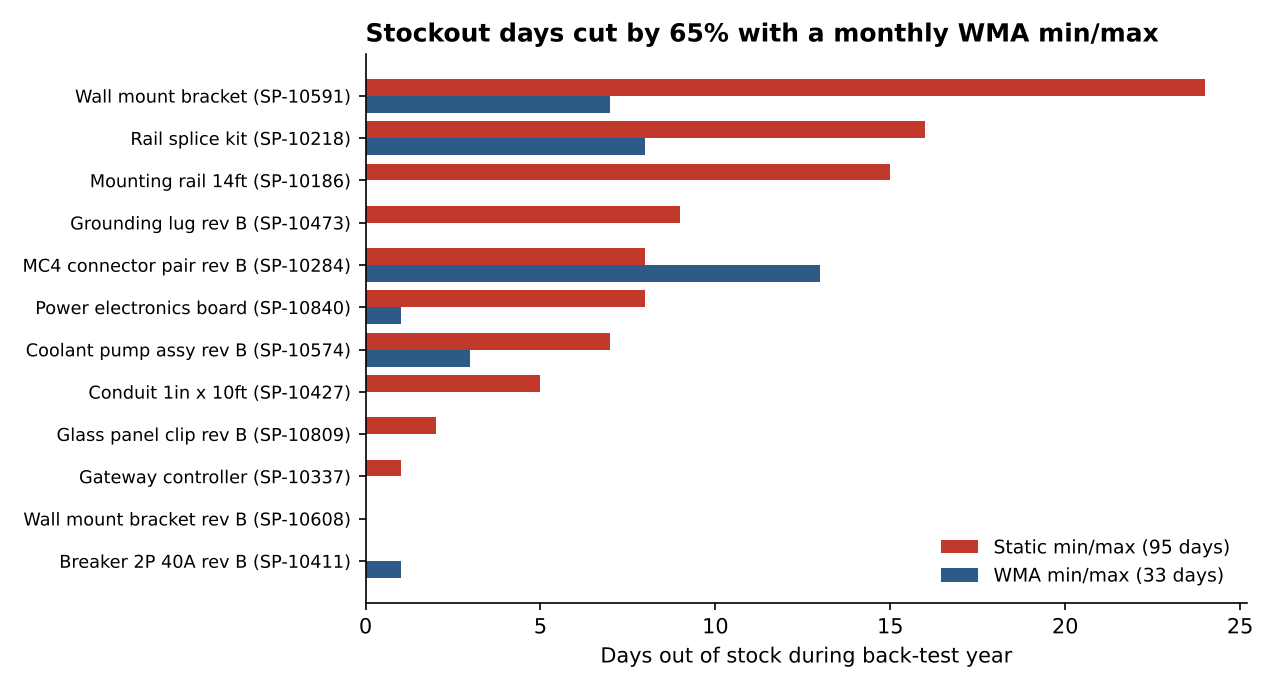 Stockout days cut by 65% with a monthly WMA min/max
Wall mount bracket (SP-10591)
Rail splice kit (SP-10218)
Mounting rail 14ft (SP-10186)
Grounding lug rev B (SP-10473)
MC4 connector pair rev B (SP-10284)
Power electronics board (SP-10840)
Coolant pump assy rev B (SP-10574)
Conduit 1in x 10ft (SP-10427)
Glass panel clip rev B (SP-10809)
Gateway controller (SP-10337)
Wall mount bracket rev B (SP-10608)
Breaker 2P 40A rev B (SP-10411)
Static min/max (95 days)
WMA min/max (33 days)
0 5 10 15 20 25
Days out of stock during back-test year